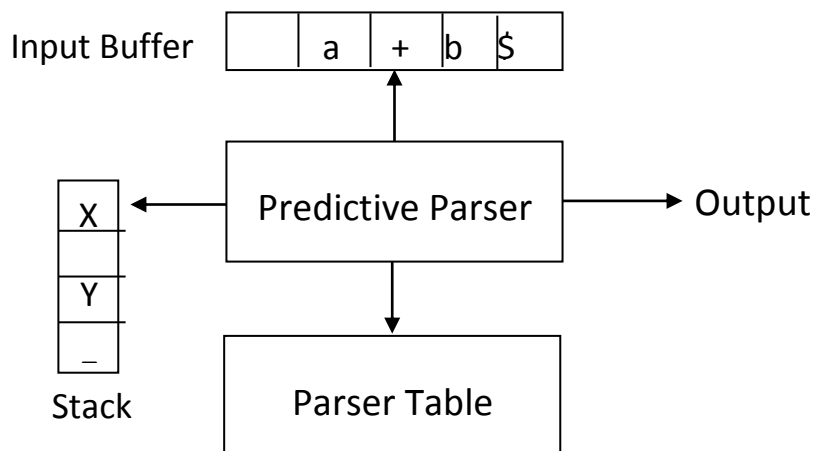 Input Buffer a + b $
X
Predictive Parser
Output
Y
_
Stack
Parser Table